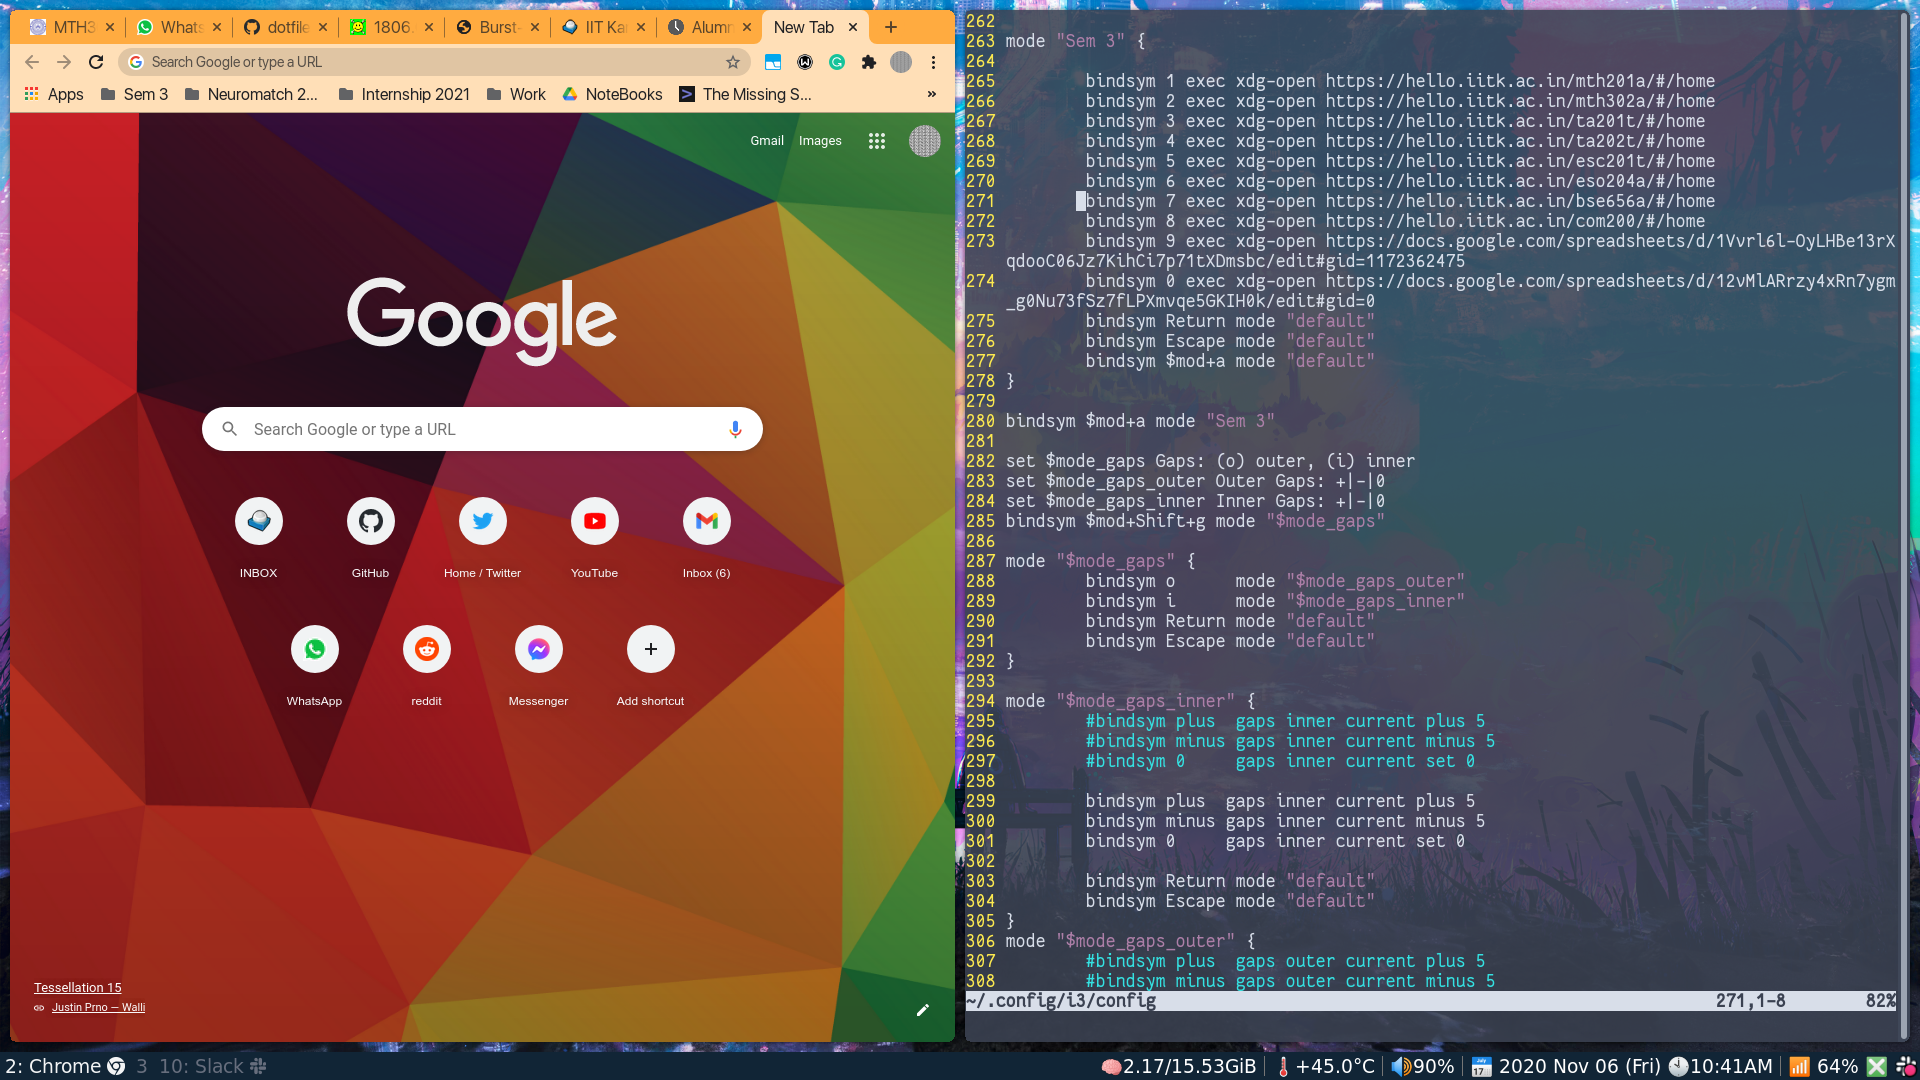 MTH3
Whats
dotfile
1806.
Burst-
IIT Ka
Alumn
New Tab
Search Google or type a URL
Apps
Sem 3
Neuromatch 2...
Internship 2021
Work
NoteBooks
The Missing S...
»
Gmail
Images
Google
Search Google or type a URL
INBOX
GitHub
Home / Twitter
YouTube
Inbox (6)
WhatsApp
reddit
Messenger
Add shortcut
Tessellation 15
Justin Prno — Walli
262
263 mode "Sem 3" {
264
265 bindsym 1 exec xdg-open https://hello.iitk.ac.in/mth201a/#/home
266 bindsym 2 exec xdg-open https://hello.iitk.ac.in/mth302a/#/home
267 bindsym 3 exec xdg-open https://hello.iitk.ac.in/ta201t/#/home
268 bindsym 4 exec xdg-open https://hello.iitk.ac.in/ta202t/#/home
269 bindsym 5 exec xdg-open https://hello.iitk.ac.in/esc201t/#/home
270 bindsym 6 exec xdg-open https://hello.iitk.ac.in/eso204a/#/home
271 bindsym 7 exec xdg-open https://hello.iitk.ac.in/bse656a/#/home
272 bindsym 8 exec xdg-open https://hello.iitk.ac.in/com200/#/home
273 bindsym 9 exec xdg-open https://docs.google.com/spreadsheets/d/1Vvrl6l-OyLHBe13rX
qdooC06Jz7KihCi7p71tXDmsbc/edit#gid=1172362475
274 bindsym 0 exec xdg-open https://docs.google.com/spreadsheets/d/12vMlARrzy4xRn7ygm
_g0Nu73fSz7fLPXmvqe5GKIH0k/edit#gid=0
275 bindsym Return mode "default"
276 bindsym Escape mode "default"
277 bindsym $mod+a mode "default"
278 }
279
280 bindsym $mod+a mode "Sem 3"
281
282 set $mode_gaps Gaps: (o) outer, (i) inner
283 set $mode_gaps_outer Outer Gaps: +|-|0
284 set $mode_gaps_inner Inner Gaps: +|-|0
285 bindsym $mod+Shift+g mode "$mode_gaps"
286
287 mode "$mode_gaps" {
288 bindsym o      mode "$mode_gaps_outer"
289 bindsym i      mode "$mode_gaps_inner"
290 bindsym Return mode "default"
291 bindsym Escape mode "default"
292 }
293
294 mode "$mode_gaps_inner" {
295 #bindsym plus  gaps inner current plus 5
296 #bindsym minus gaps inner current minus 5
297 #bindsym 0     gaps inner current set 0
298
299 bindsym plus  gaps inner current plus 5
300 bindsym minus gaps inner current minus 5
301 bindsym 0     gaps inner current set 0
302
303 bindsym Return mode "default"
304 bindsym Escape mode "default"
305 }
306 mode "$mode_gaps_outer" {
307 #bindsym plus  gaps outer current plus 5
308 #bindsym minus gaps outer current minus 5
~/.config/i3/config 271,1-8 82%
2: Chrome 3 10: Slack 2.17/15.53GiB +45.0°C 90% 2020 Nov 06 (Fri) 10:41AM 64%